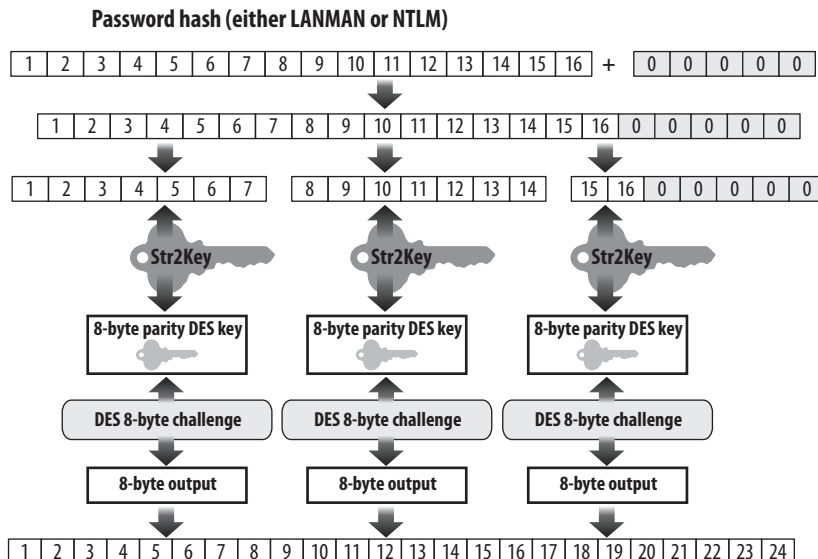 Password hash (either LANMAN or NTLM)
1 2 3 4 5 6 7 8 9 10 11 12 13 14 15 16 + 0 0 0 0 0
1 2 3 4 5 6 7 8 9 10 11 12 13 14 15 16 0 0 0 0 0
1 2 3 4 5 6 7 8 9 10 11 12 13 14 15 16 0 0 0 0 0
Str2Key Str2Key Str2Key
8-byte parity DES key 8-byte parity DES key 8-byte parity DES key
DES 8-byte challenge DES 8-byte challenge DES 8-byte challenge
8-byte output 8-byte output 8-byte output
1 2 3 4 5 6 7 8 9 10 11 12 13 14 15 16 17 18 19 20 21 22 23 24